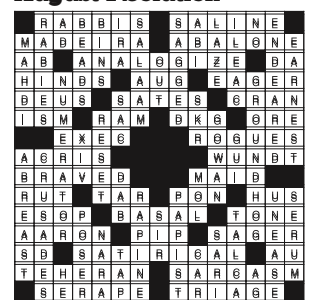 August
RABBIS SALINE
MADEIRA ABALONE
AB ANALOGIZE DA
HINDS AUG EAGER
DEUS SATES CRAN
ISM RAM DKG ORE
EXEC ROGUES
ACRIS WUNDT
BRAVED MAID
RUT TAR PON HUS
ESOP BASAL TONE
AARON PIP SAGER
SD SATIRICAL AU
TEHERAN SARCASM
SERAPE TRIAGE